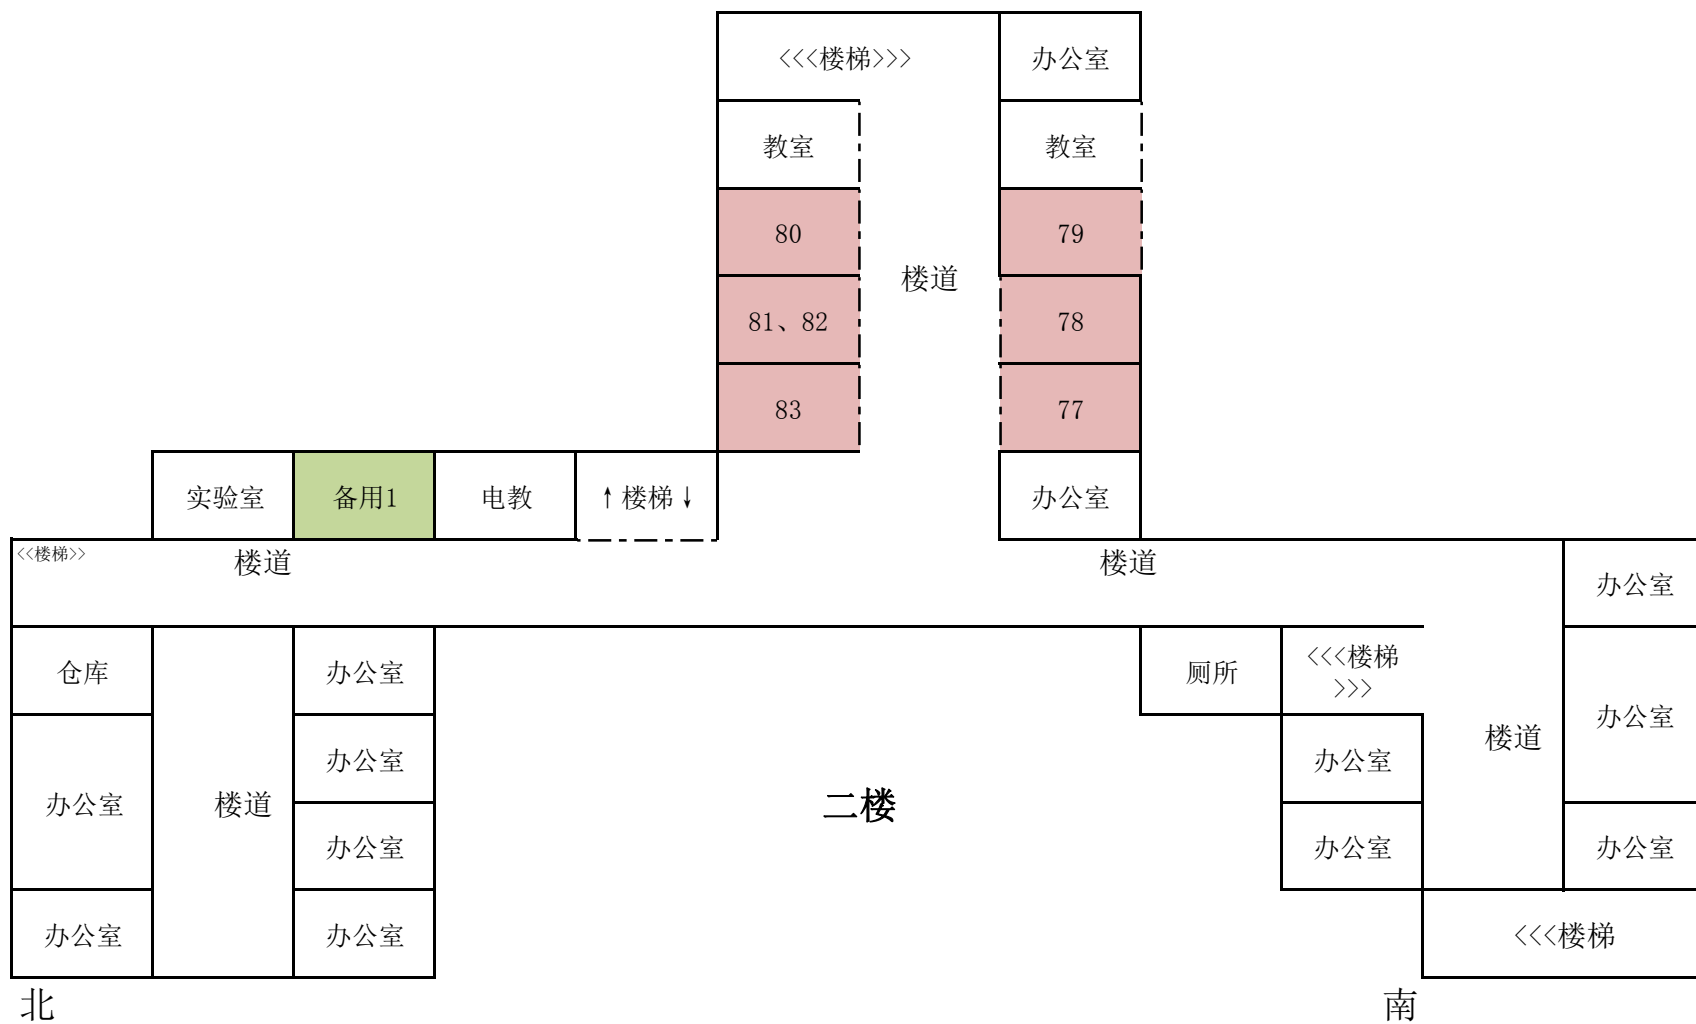 <<<楼梯>>>
办公室
教室
教室
80
79
楼道
81、82
78
83
77
实验室
备用1
电教
↑楼梯↓
办公室
<<楼梯>>
楼道
楼道
办公室
仓库
办公室
厕所
<<<楼梯
>>>
办公室
楼道
办公室
办公室
办公室
楼道
二楼
办公室
办公室
办公室
办公室
办公室
<<<楼梯
北
南